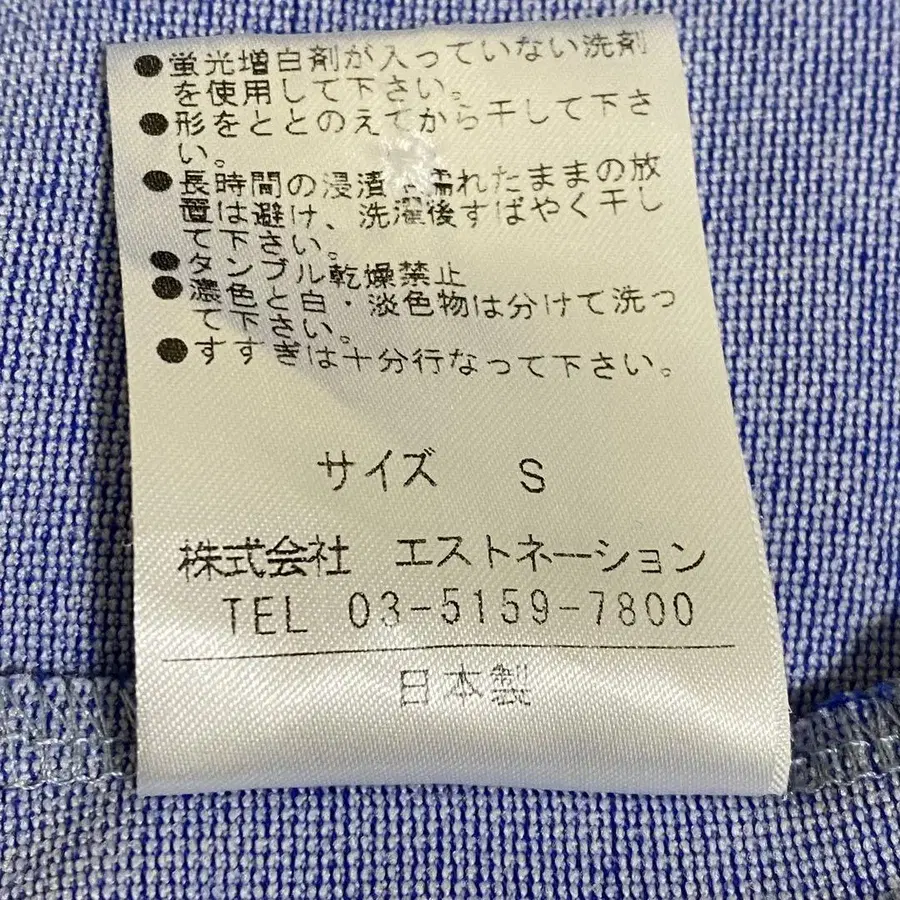 ●蛍光増白剤が入っていない洗剤
を使用して下さい。
●形をととのえてから干して下さ
い。
●長時間の浸漬 濡れたままの放
置は避け、洗濯後すばやく干し
て下さい。
●タンブル乾燥禁止
●濃色と白・淡色物は分けて洗っ
て下さい。
●すすぎは十分行なって下さい。
サイズ S
株式会社 エストネーション
TEL 03-5159-7800
日本製